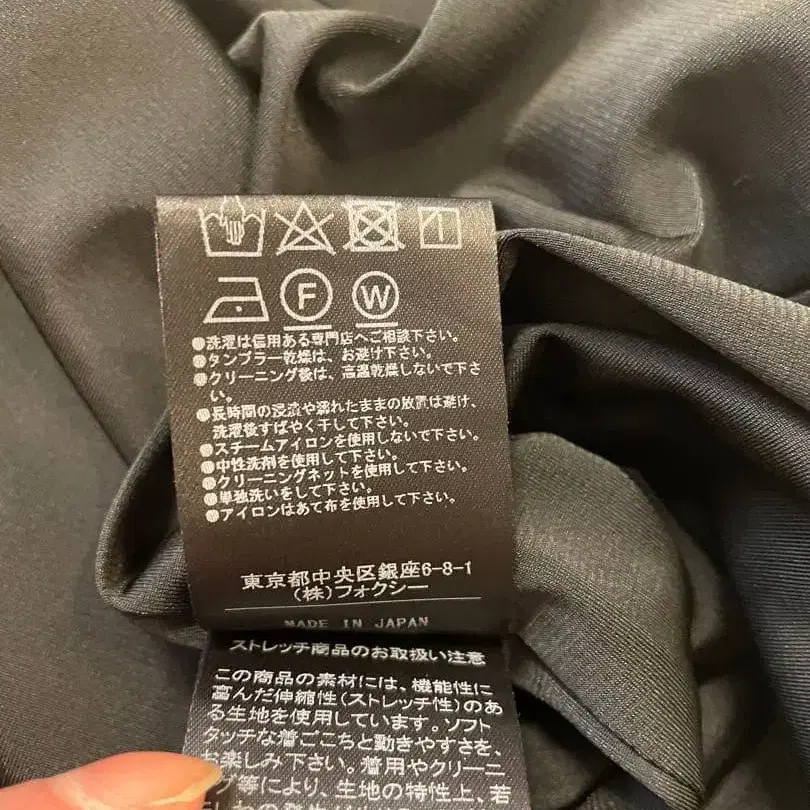 F W
●洗濯は信用ある専門店へご相談下さい。
●タンブラー乾燥は、お避け下さい。
●クリーニング後は、高温乾燥しないで下さ
い。
●長時間の浸漬や濡れたままの放置は避け、
洗濯後すばやく干して下さい。
●スチームアイロンを使用しないで下さい。
●中性洗剤を使用して下さい。
●クリーニングネットを使用して下さい。
●単独洗いをして下さい。
●アイロンはあて布を使用して下さい。
東京都中央区銀座6-8-1
(株)フォクシー
MADE IN JAPAN
ストレッチ商品のお取扱い注意
この商品の素材には、機能性に
富んだ伸縮性(ストレッチ性)のあ
る生地を使用しています。ソフト
タッチな着ごこちと動きやすさを、
お楽しみ下さい。着用やクリーニ
グ等により、生地の特性上、若